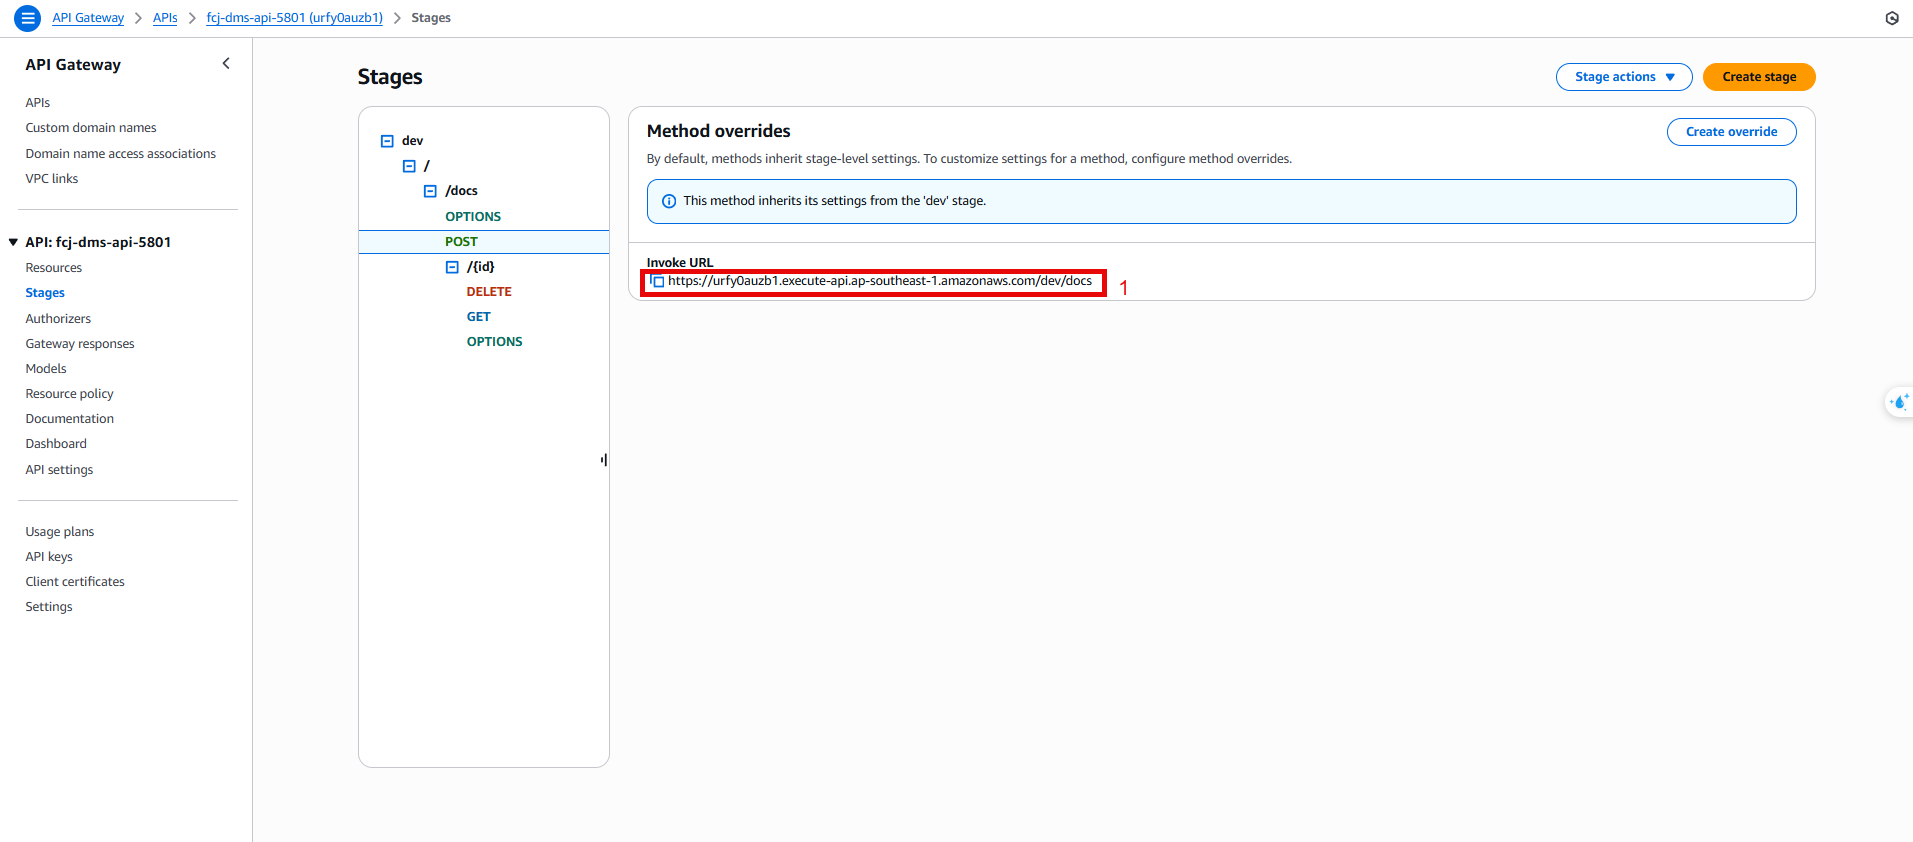 API Gateway > APIs > fcj-dms-api-5801 (urfy0auzb1) > Stages
API Gateway
APIs
Custom domain names
Domain name access associations
VPC links
API: fcj-dms-api-5801
Resources
Stages
Authorizers
Gateway responses
Models
Resource policy
Documentation
Dashboard
API settings
Usage plans
API keys
Client certificates
Settings
Stages
Stage actions
Create stage
dev
/
/docs
OPTIONS
POST
/{id}
DELETE
GET
OPTIONS
Method overrides
Create override
By default, methods inherit stage-level settings. To customize settings for a method, configure method overrides.
This method inherits its settings from the 'dev' stage.
Invoke URL
https://urfy0auzb1.execute-api.ap-southeast-1.amazonaws.com/dev/docs
1